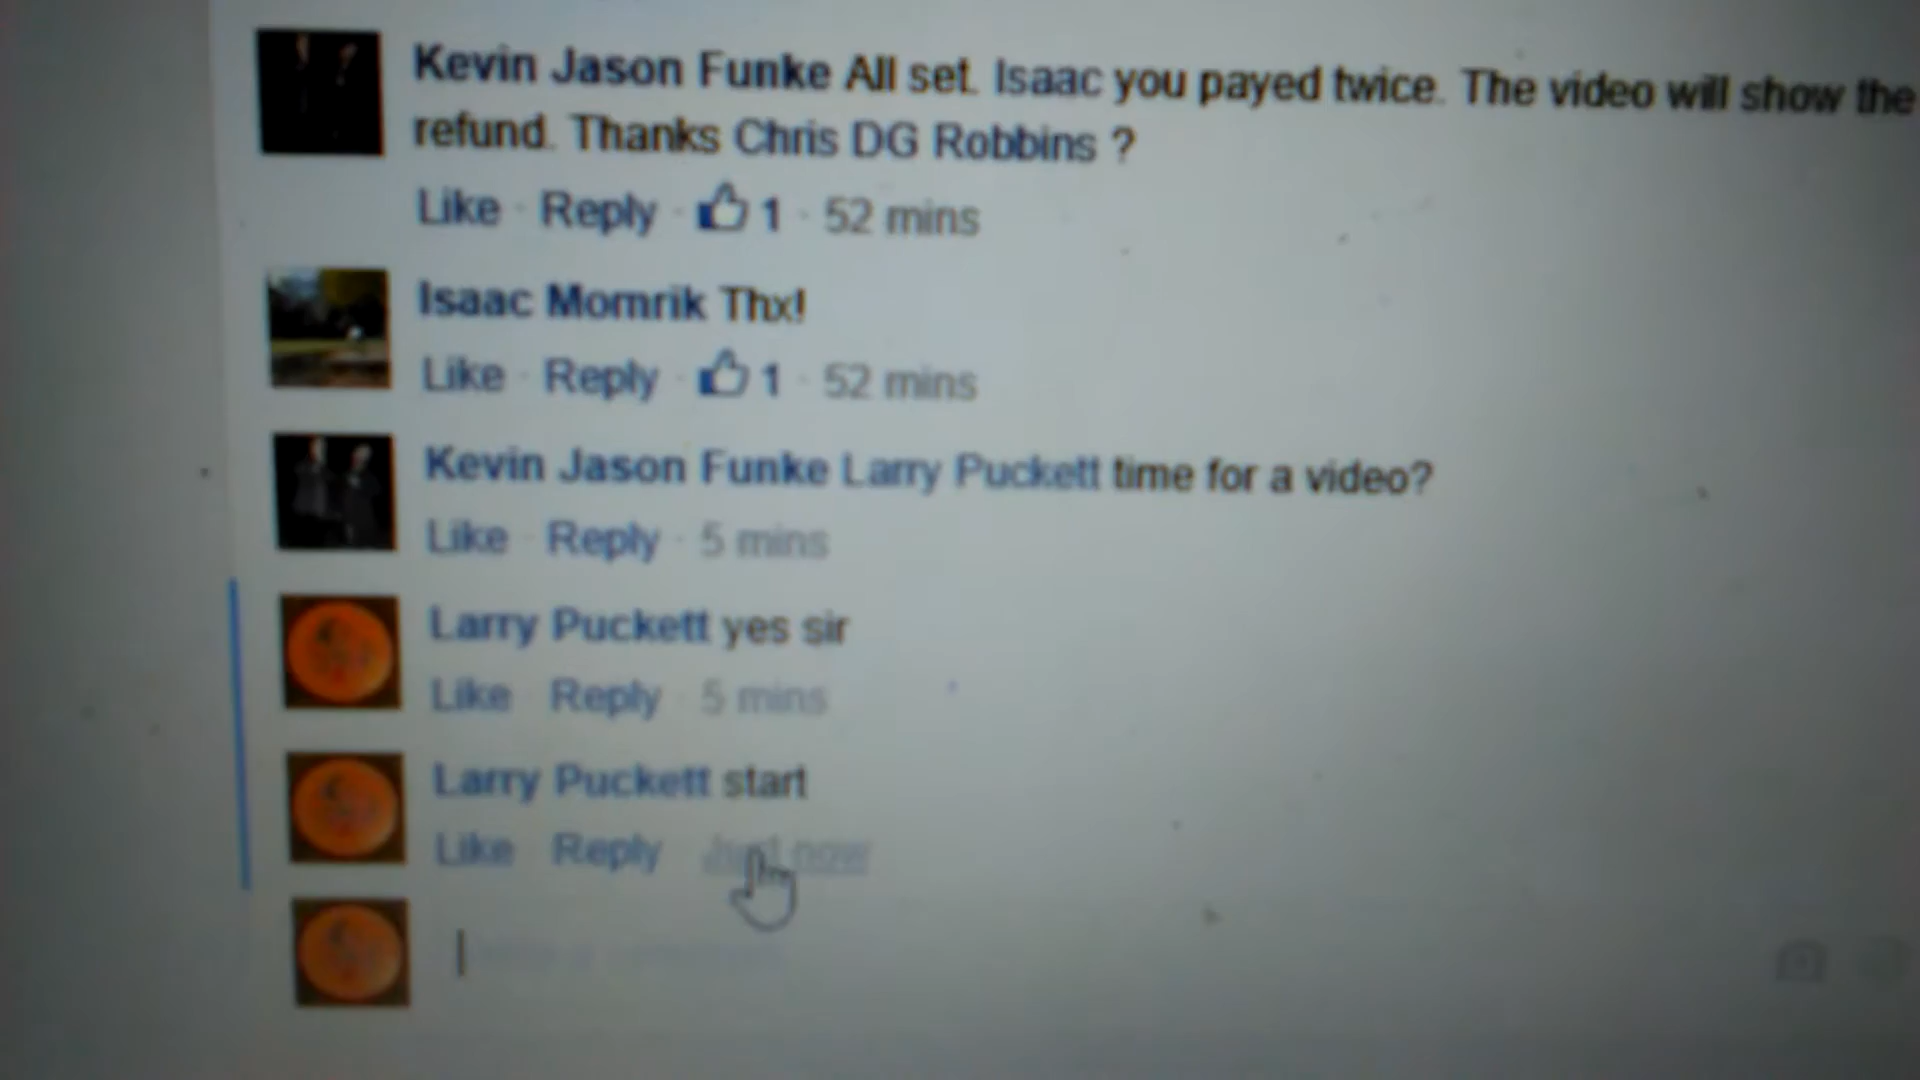 Kevin Jason Funke All set. Isaac you payed twice. The video will show the
refund. Thanks Chris DG Robbins ?
Like · Reply · 1 · 52 mins
Isaac Momrik Thx!
Like · Reply · 1 · 52 mins
Kevin Jason Funke Larry Puckett time for a video?
Like · Reply · 5 mins
Larry Puckett yes sir
Like · Reply · 5 mins
Larry Puckett start
Like · Reply · Just now